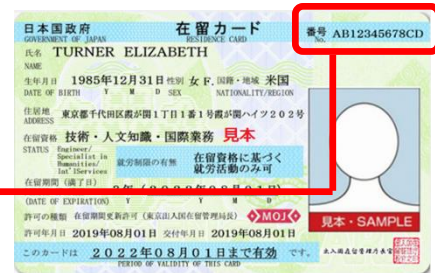 日本国政府 在留カード 番号 AB12345678CD
GOVERNMENT OF JAPAN RESIDENCE CARD No.
氏名 TURNER ELIZABETH
NAME
生年月日 1985年12月31日 性別 女 F. 国籍・地域 米国
DATE OF BIRTH Y M D SEX NATIONALITY/REGION
住居地 東京都千代田区霞が関1丁目1番1号霞が関ハイツ202号
ADDRESS
在留資格 技術・人文知識・国際業務 見本
STATUS Engineer/
Specialist in
Humanities/
Int'lServices
就労制限の有無 在留資格に基づく
就労活動のみ可
在留期間(満了日)
(DATE OF EXPIRATION) Y M D
許可の種類 在留期間更新許可(東京出入国在留管理局長) MOJ
見本・SAMPLE
許可年月日 2019年08月01日 交付年月日 2019年08月01日
このカードは 2022年08月01日まで有効 です。
PERIOD OF VALIDITY OF THIS CARD
出入国在留管理庁長官